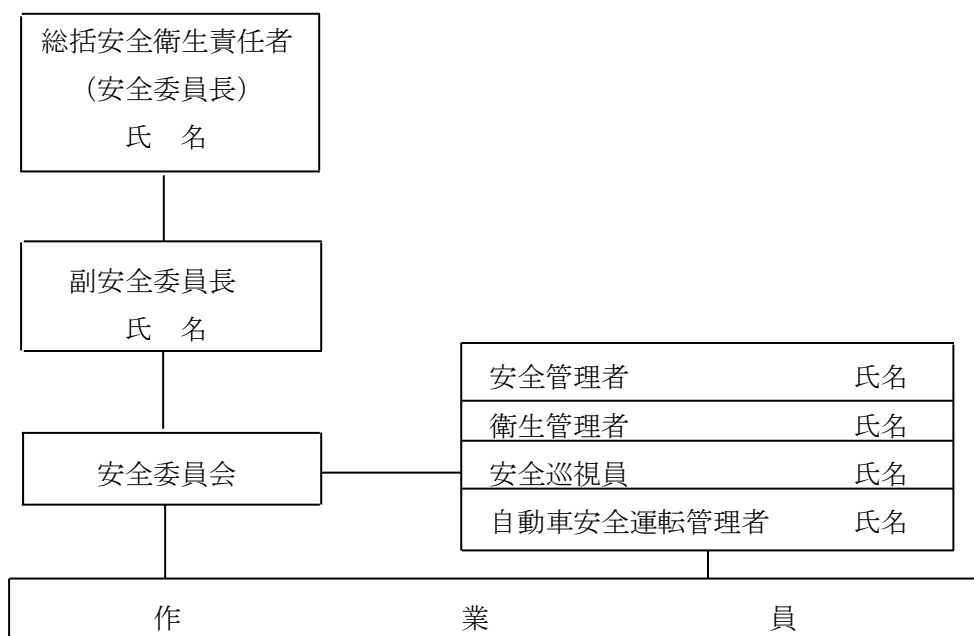 総括安全衛生責任者
（安全委員長）
氏　名
副安全委員長
氏　名
安全管理者　氏名
衛生管理者　氏名
安全委員会
安全巡視員　氏名
自動車安全運転管理者　氏名
作　業　員